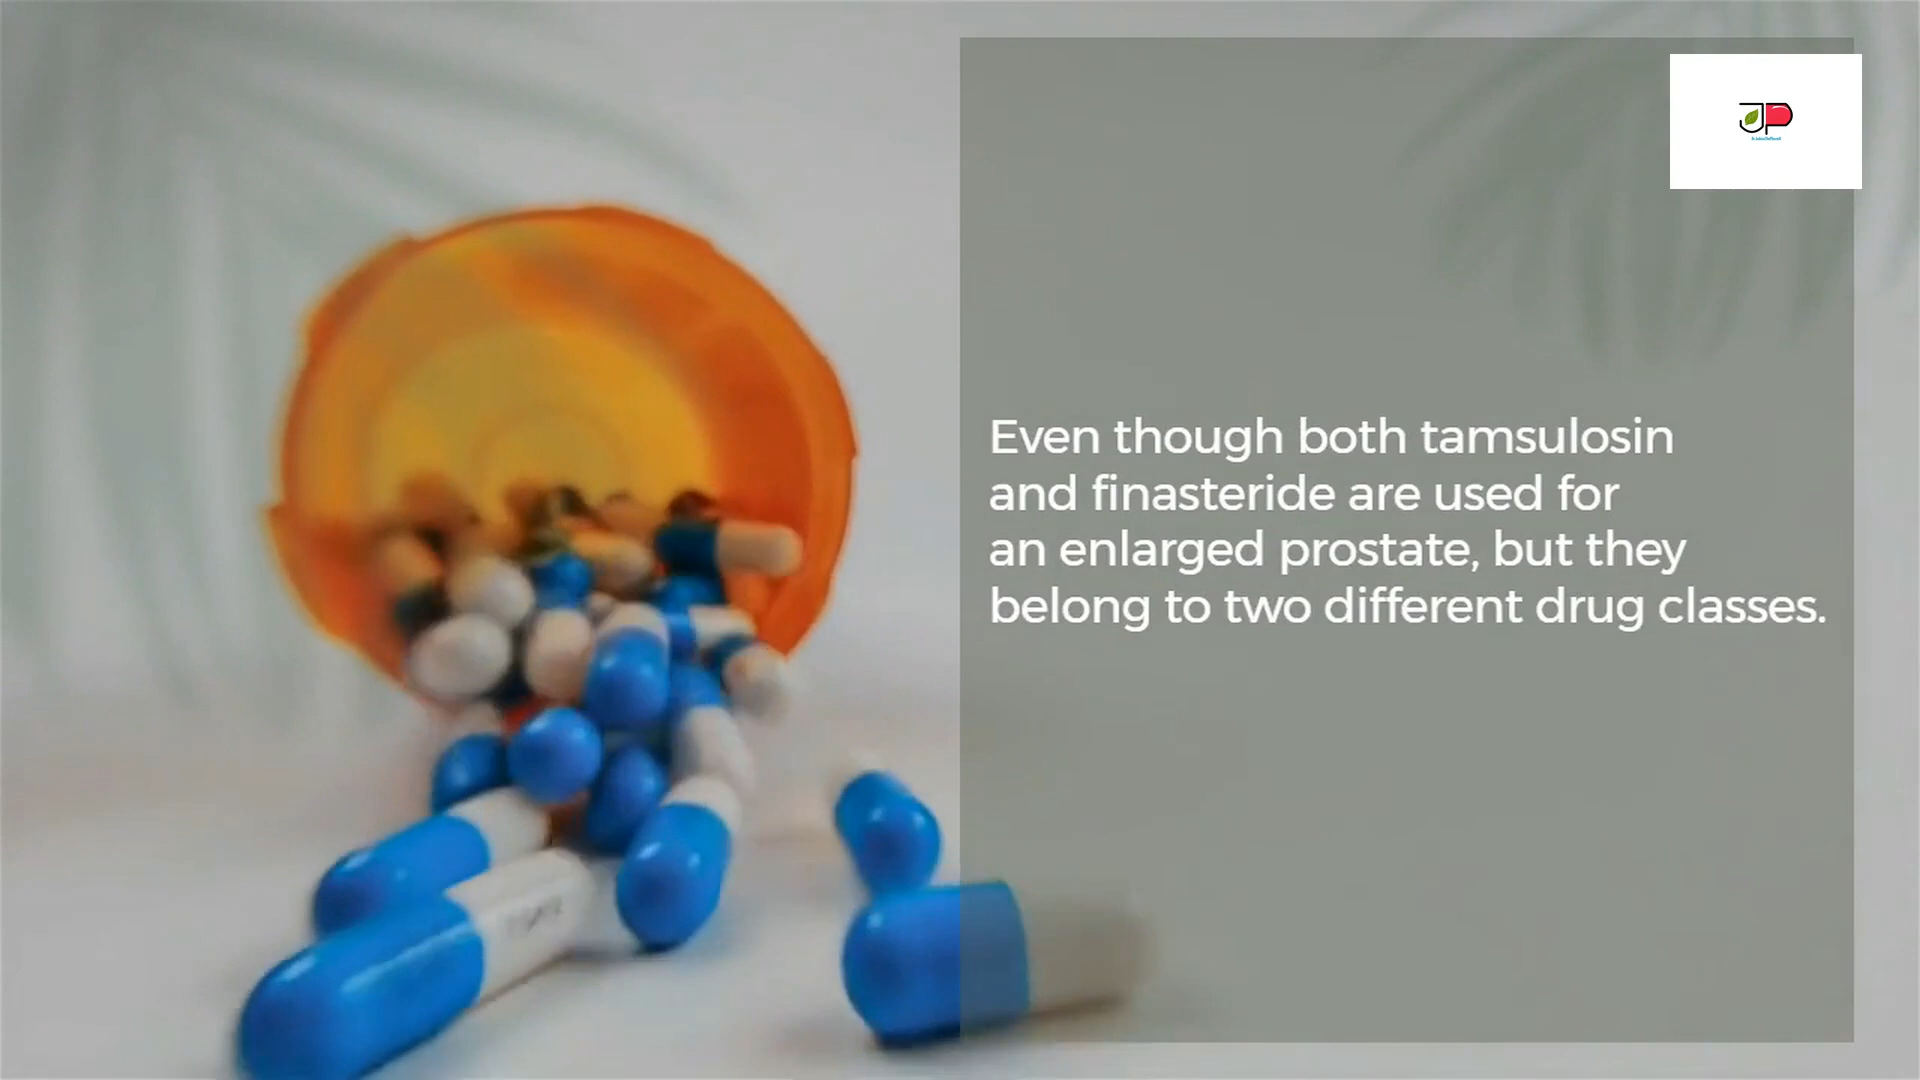 JP
Even though both tamsulosin
and finasteride are used for
an enlarged prostate, but they
belong to two different drug classes.